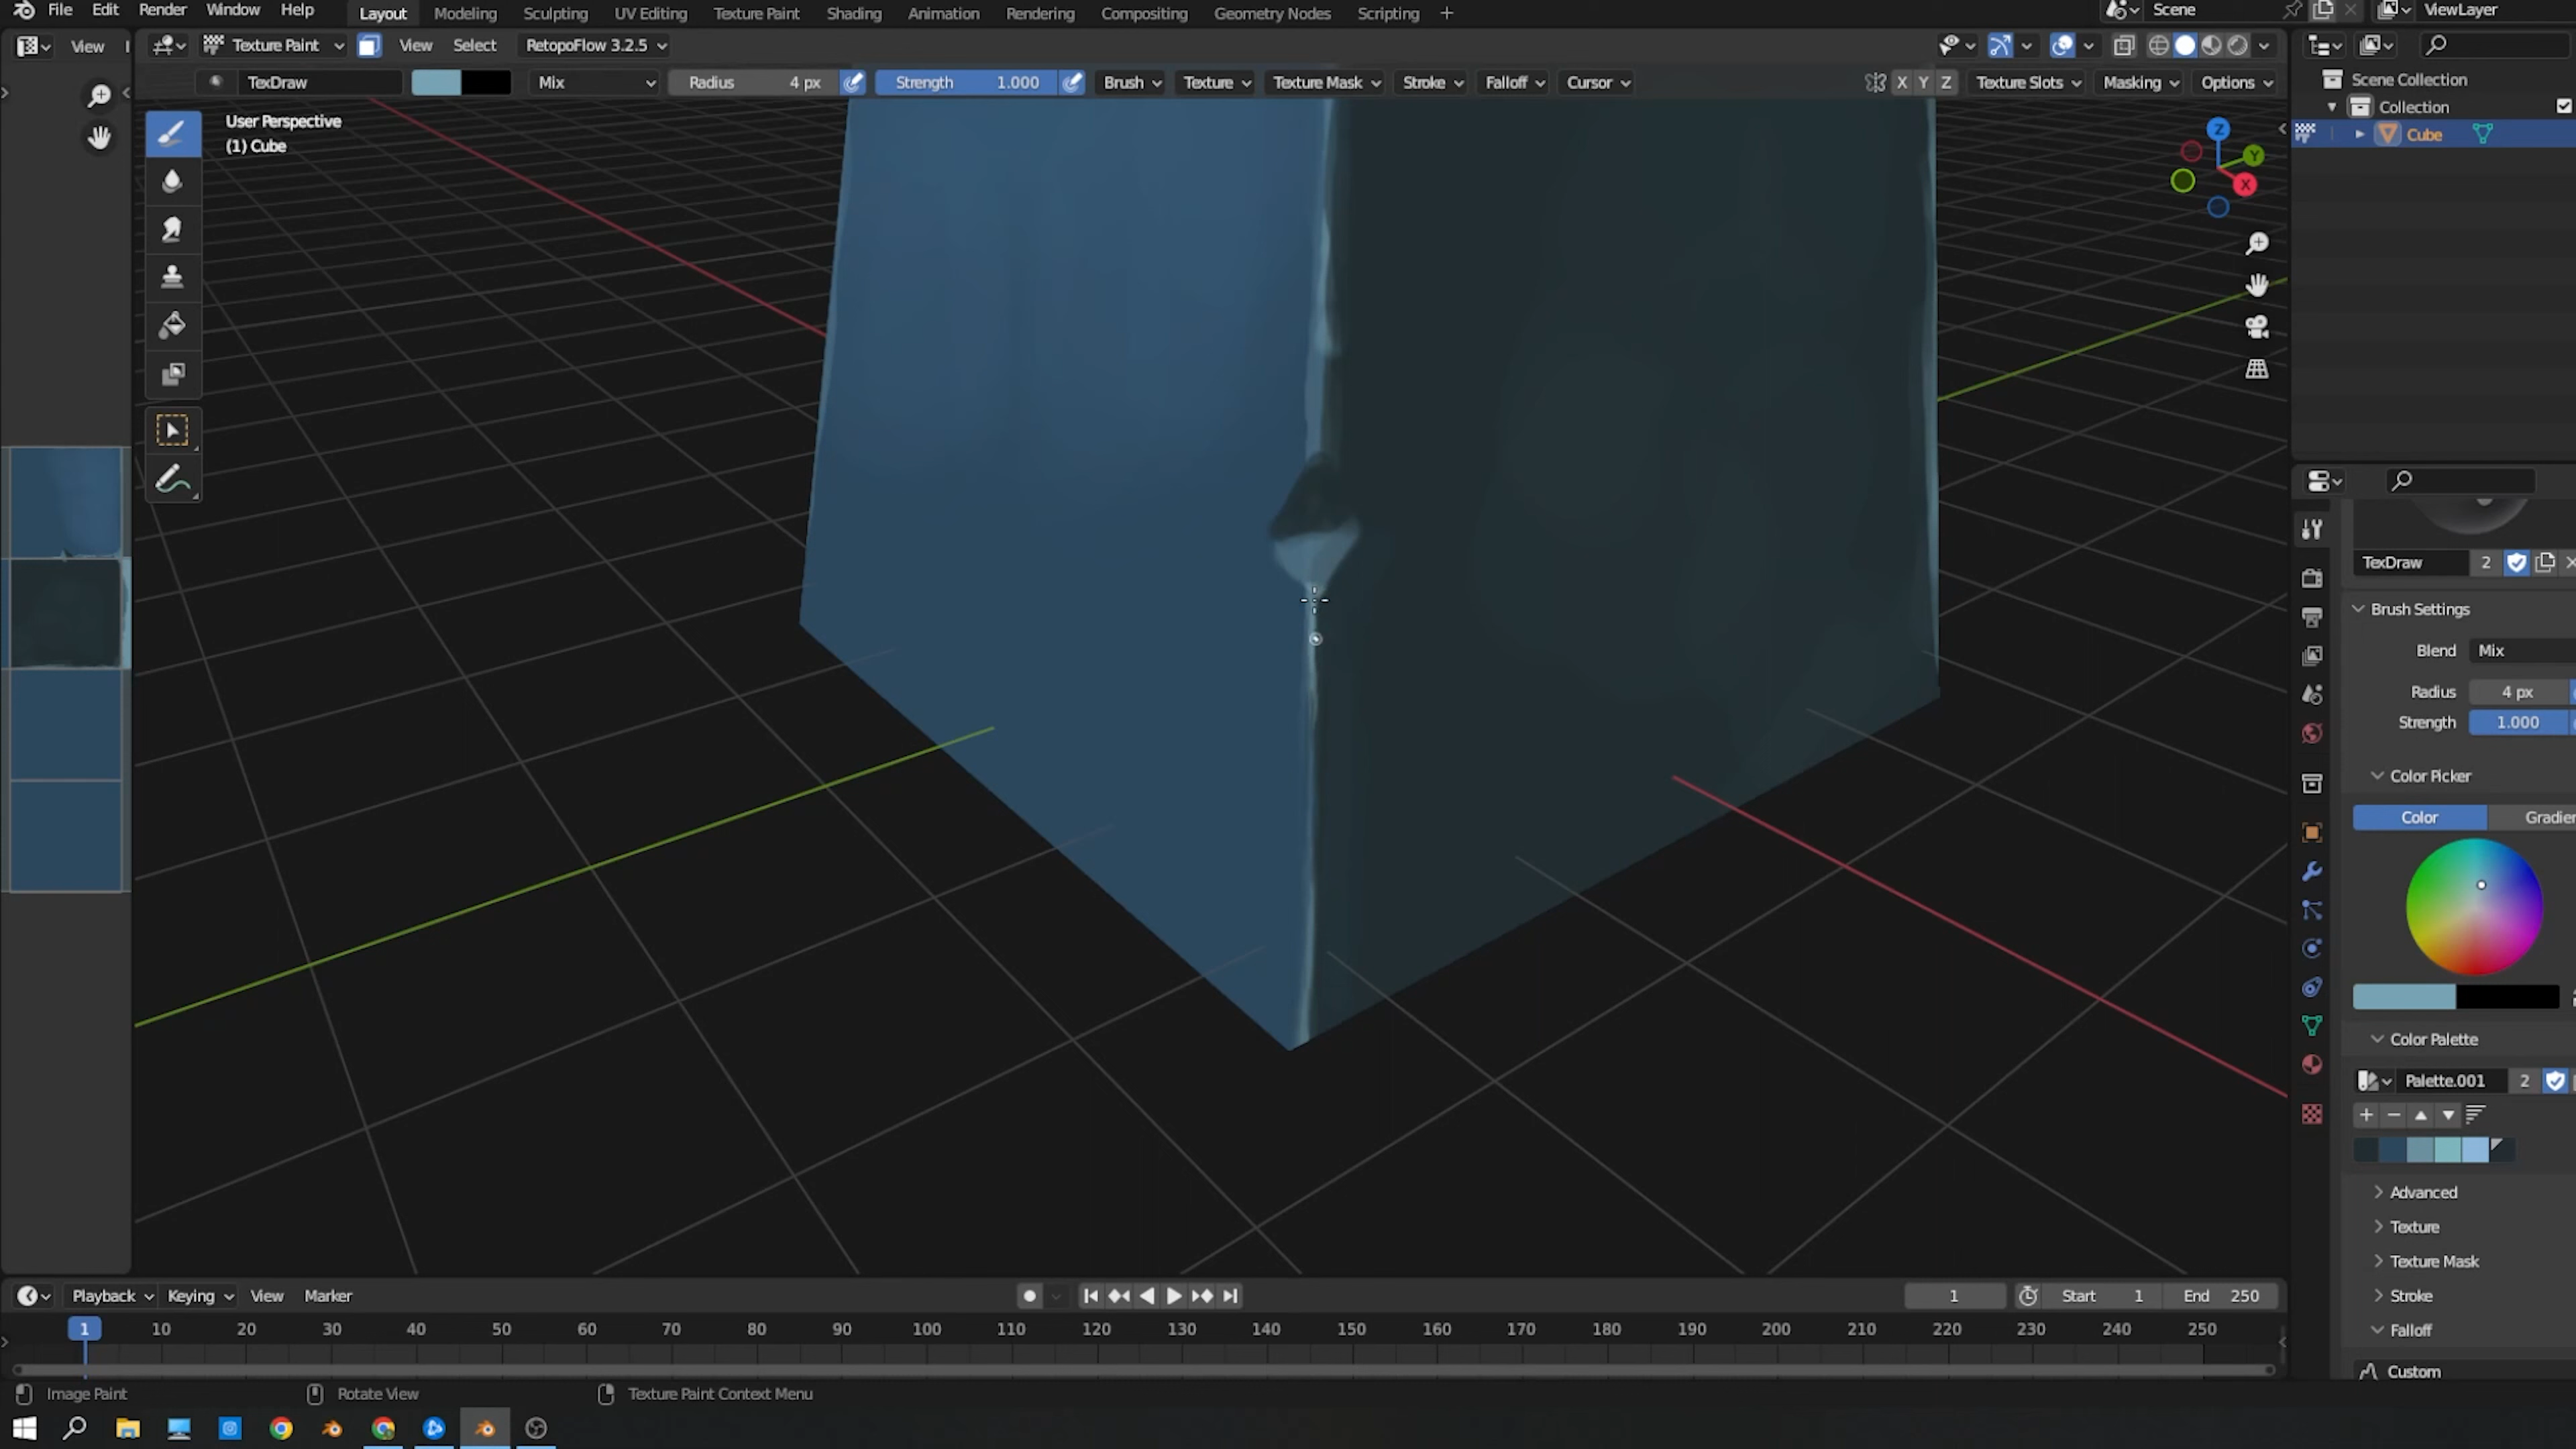 File Edit Render Window Help Layout Modeling Sculpting UV Editing Texture Paint Shading Animation Rendering Compositing Geometry Nodes Scripting + Scene ViewLayer
View Texture Paint View Select RetopoFlow 3.2.5
TexDraw Mix Radius 4 px Strength 1.000 Brush Texture Texture Mask Stroke Falloff Cursor X Y Z Texture Slots Masking Options
Scene Collection
Collection
Cube
User Perspective
(1) Cube
Z
Y
X
TexDraw 2
Brush Settings
Blend Mix
Radius 4 px
Strength 1.000
Color Picker
Color Gradien
Color Palette
Palette.001 2
Advanced
Texture
Texture Mask
Stroke
Falloff
Custom
Playback Keying View Marker 1 Start 1 End 250
1 10 20 30 40 50 60 70 80 90 100 110 120 130 140 150 160 170 180 190 200 210 220 230 240 250
Image Paint Rotate View Texture Paint Context Menu